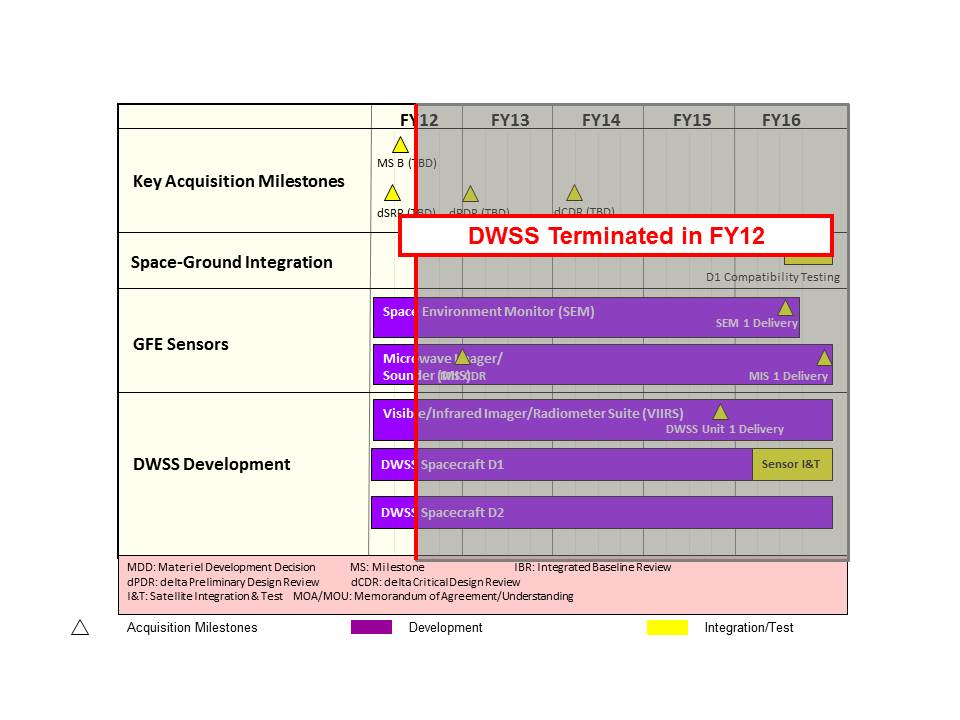 FY12 FY13 FY14 FY15 FY16
MS B (TBD)
Key Acquisition Milestones
dSRR (TBD) dPDR (TBD) dCDR (TBD)
DWSS Terminated in FY12
Space-Ground Integration
D1 Compatibility Testing
Space Environment Monitor (SEM)
SEM 1 Delivery
GFE Sensors
Microwave Imager/
Sounder (MIS) CDR
MIS 1 Delivery
Visible/Infrared Imager/Radiometer Suite (VIIRS)
DWSS Unit 1 Delivery
DWSS Development
DWSS Spacecraft D1
Sensor I&T
DWSS Spacecraft D2
MDD: Materiel Development Decision MS: Milestone IBR: Integrated Baseline Review
dPDR: delta Preliminary Design Review dCDR: delta Critical Design Review
I&T: Satellite Integration & Test MOA/MOU: Memorandum of Agreement/Understanding
Acquisition Milestones Development Integration/Test